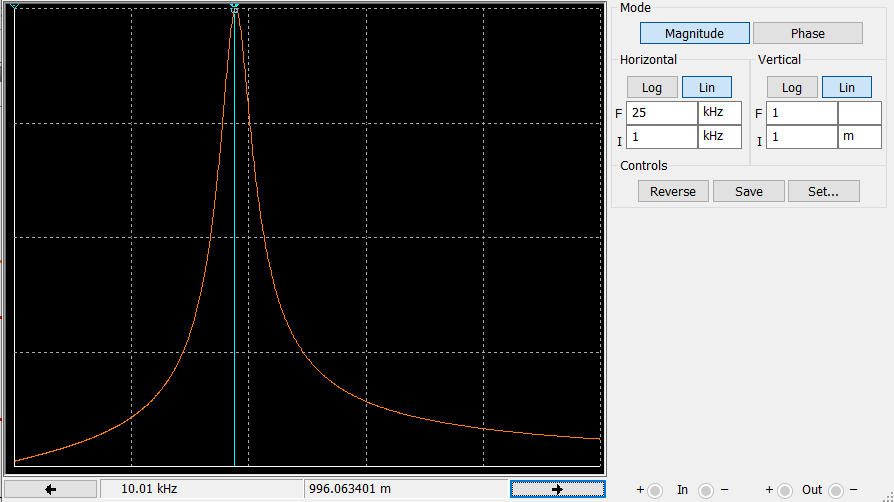 Mode
Magnitude Phase
Horizontal Vertical
Log Lin Log Lin
F 25 kHz F 1
I 1 kHz I 1 m
Controls
Reverse Save Set...
10.01 kHz 996.063401 m
+ In − + Out −